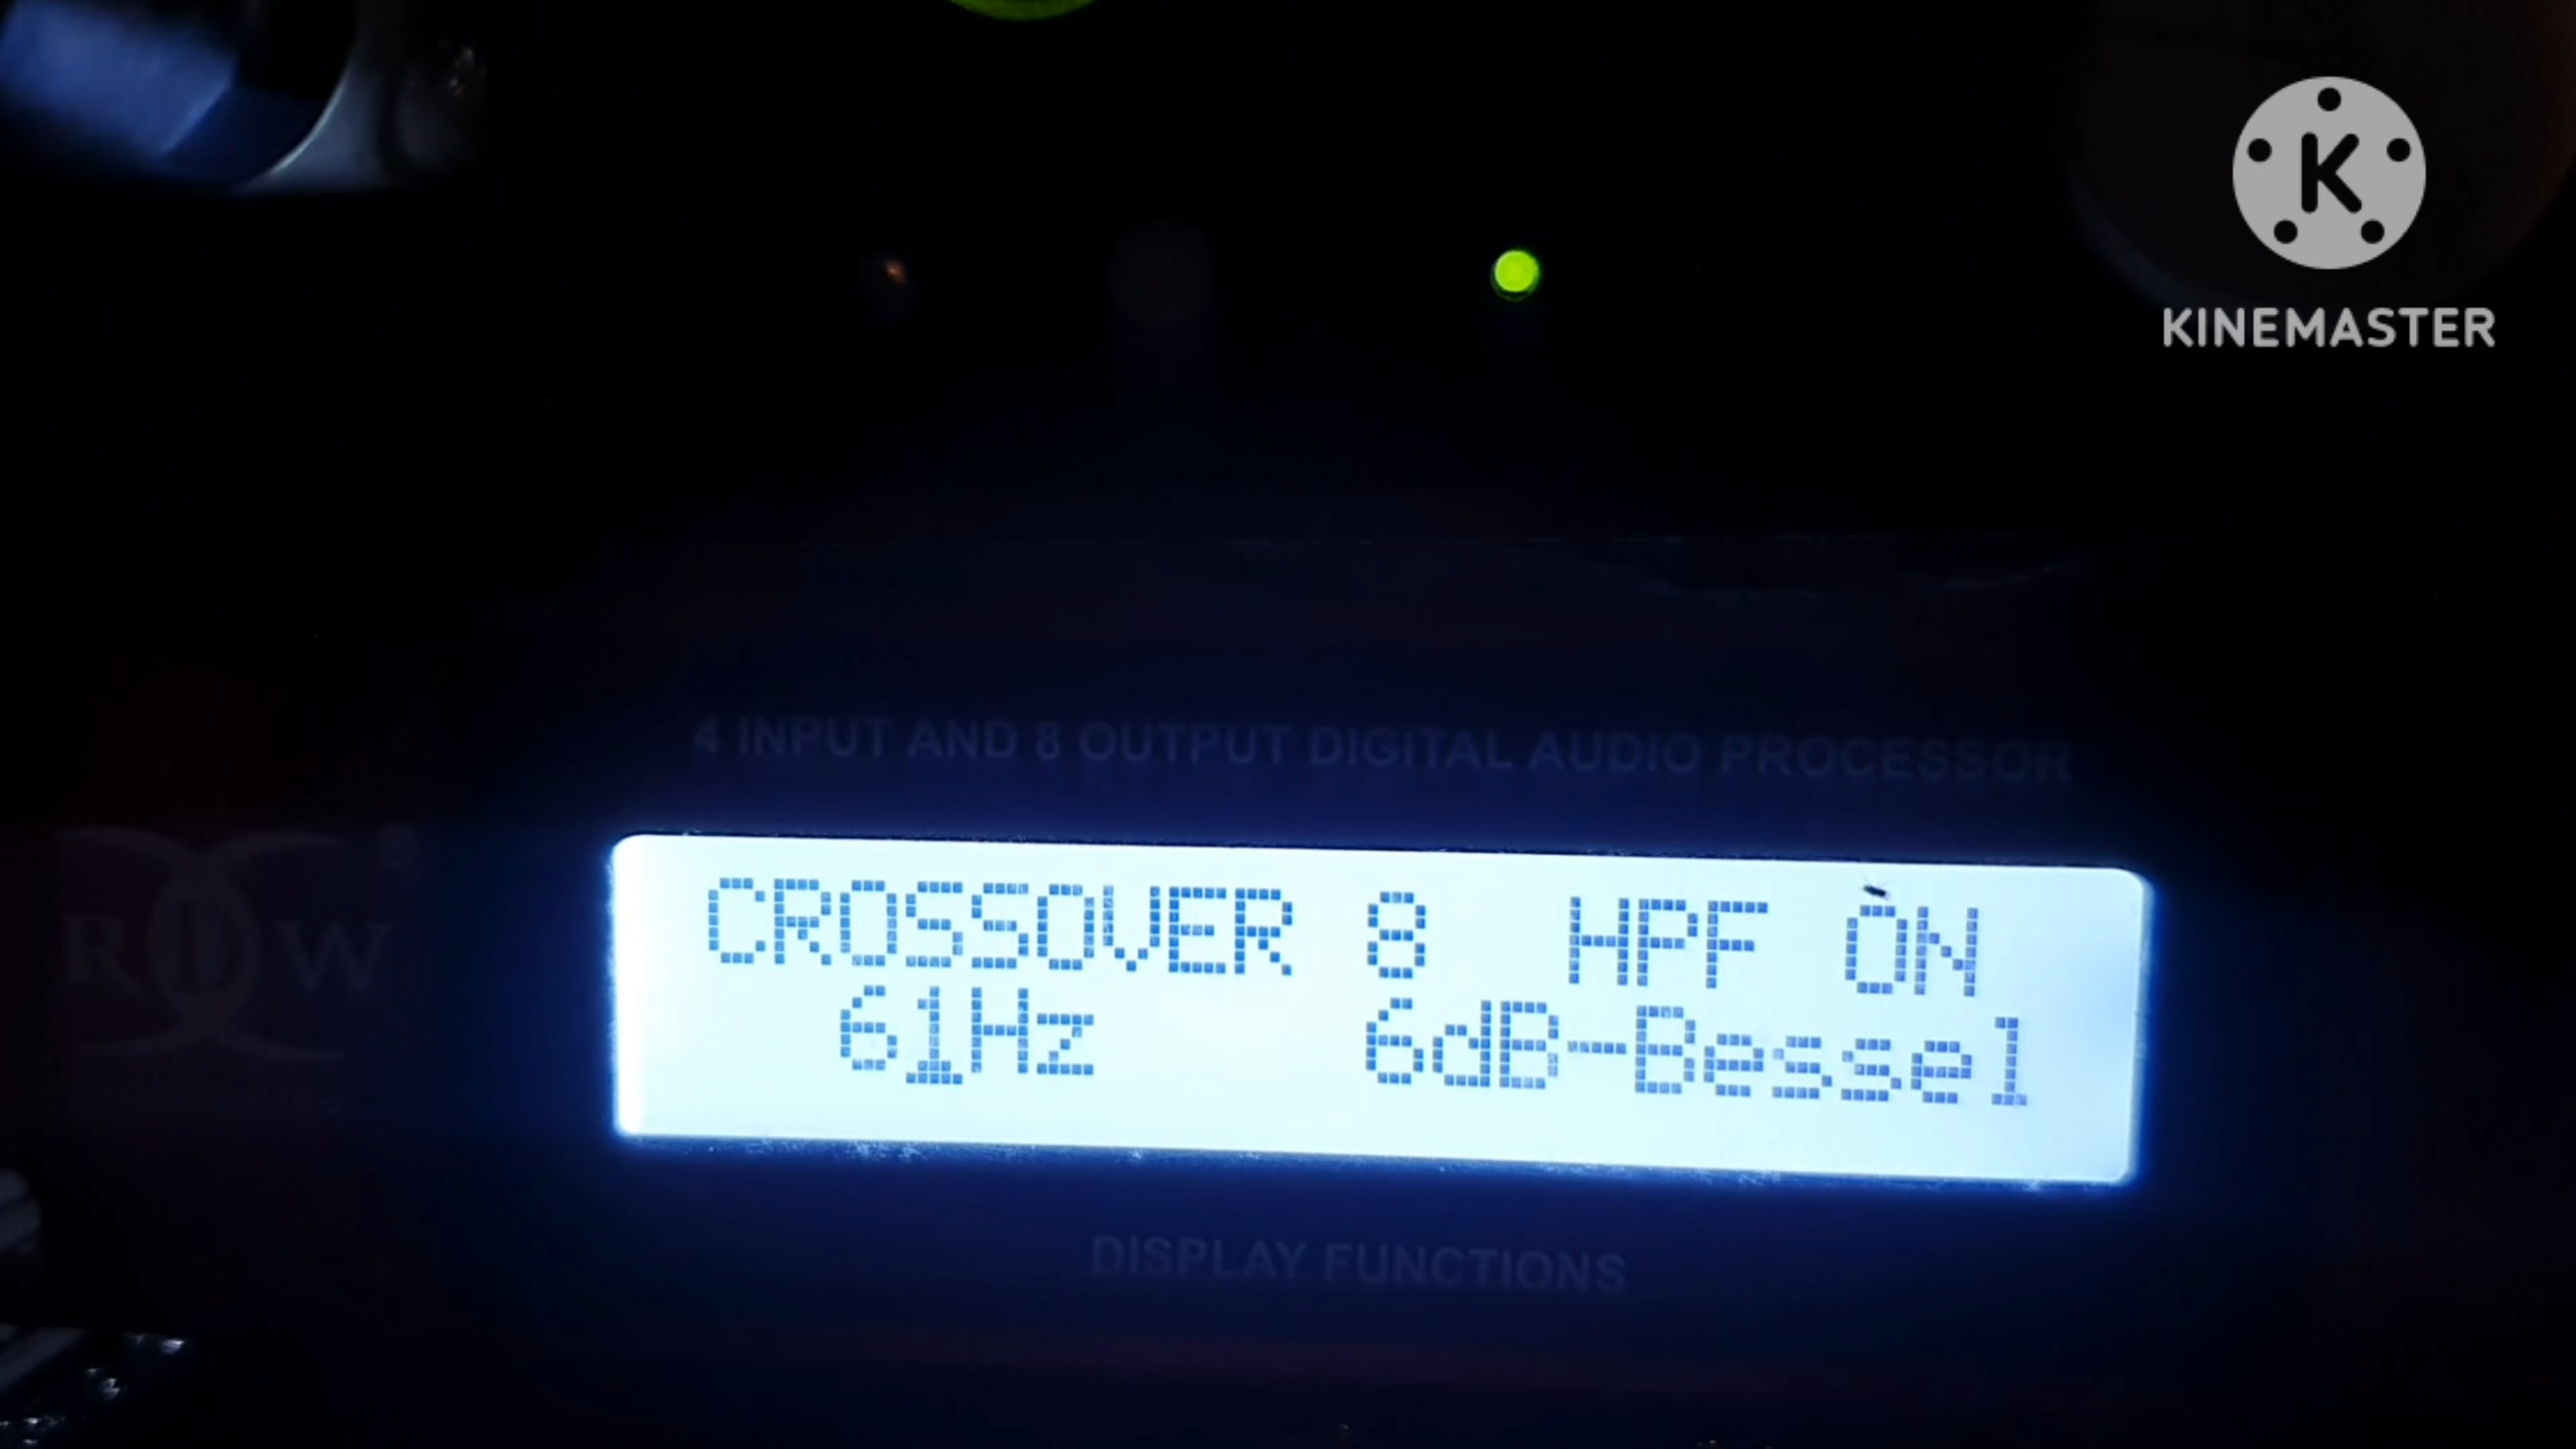 K
KINEMASTER
4 INPUT AND 8 OUTPUT DIGITAL AUDIO PROCESSOR
CROSSOVER 8 HPF ON
61Hz 6dB-Bessel
DISPLAY FUNCTIONS